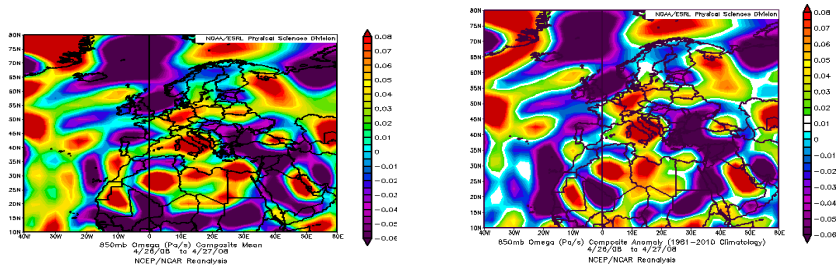 NOAA/ESRL Physical Sciences Division
80N
75N
70N
65N
60N
55N
50N
45N
40N
35N
30N
25N
20N
15N
10N
40W
30W
20W
10W
0
10E
20E
30E
40E
50E
60E
0.08
0.07
0.06
0.05
0.04
0.03
0.02
0.01
0
-0.01
-0.02
-0.03
-0.04
-0.05
-0.06
850mb Omega (Pa/s) Composite Mean
4/26/08 to 4/27/08
NCEP/NCAR Reanalysis
NOAA/ESRL Physical Sciences Division
80N
75N
70N
65N
60N
55N
50N
45N
40N
35N
30N
25N
20N
15N
10N
40W
30W
20W
10W
0
10E
20E
30E
40E
50E
60E
0.08
0.07
0.06
0.05
0.04
0.03
0.02
0.01
0
-0.01
-0.02
-0.03
-0.04
-0.05
-0.06
850mb Omega (Pa/s) Composite Anomaly (1981-2010 Climatology)
4/26/08 to 4/27/08
NCEP/NCAR Reanalysis